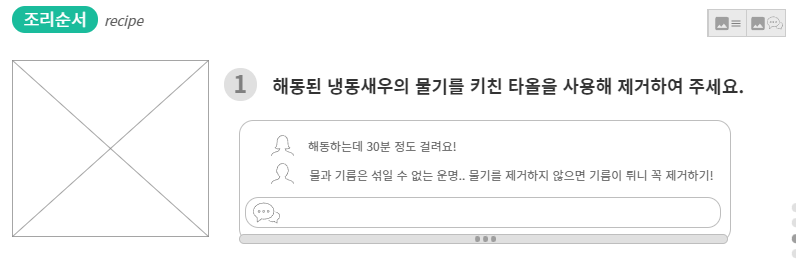 조리순서 recipe
1 해동된 냉동새우의 물기를 키친 타올을 사용해 제거하여 주세요.
해동하는데 30분 정도 걸려요!
물과 기름은 섞일 수 없는 운명.. 물기를 제거하지 않으면 기름이 튀니 꼭 제거하기!